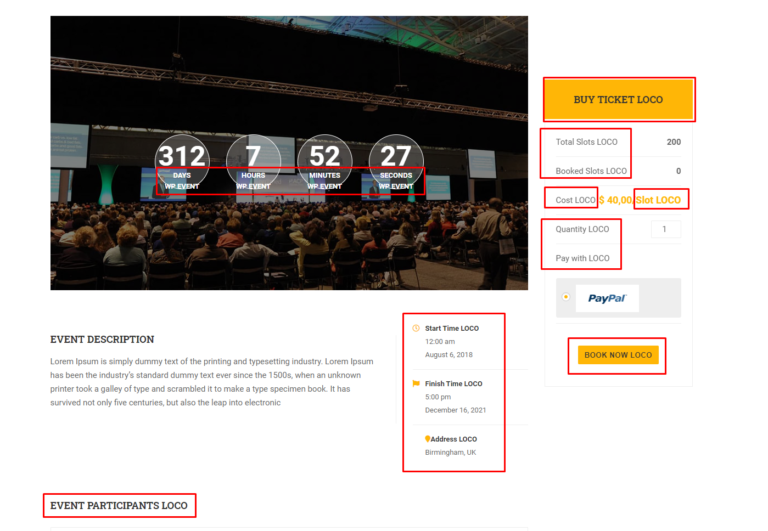 312 7 52 27
DAYS HOURS MINUTES SECONDS
WP EVENT WP EVENT WP EVENT WP EVENT
BUY TICKET LOCO
Total Slots LOCO 200
Booked Slots LOCO 0
Cost LOCO $ 40,00/Slot LOCO
Quantity LOCO 1
Pay with LOCO
PayPal
BOOK NOW LOCO
EVENT DESCRIPTION
Lorem Ipsum is simply dummy text of the printing and typesetting industry. Lorem Ipsum
has been the industry's standard dummy text ever since the 1500s, when an unknown
printer took a galley of type and scrambled it to make a type specimen book. It has
survived not only five centuries, but also the leap into electronic
Start Time LOCO
12:00 am
August 6, 2018
Finish Time LOCO
5:00 pm
December 16, 2021
Address LOCO
Birmingham, UK
EVENT PARTICIPANTS LOCO